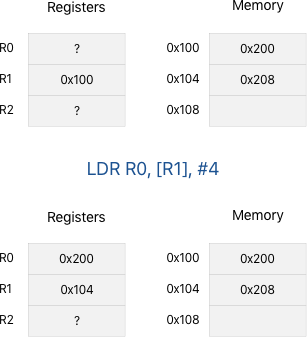 Registers Memory
R0 ? 0x100 0x200
R1 0x100 0x104 0x208
R2 ? 0x108
LDR R0, [R1], #4
Registers Memory
R0 0x200 0x100 0x200
R1 0x104 0x104 0x208
R2 ? 0x108